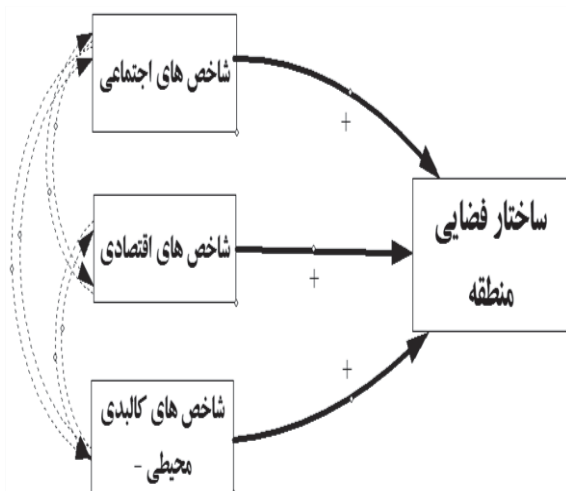 شاخص های اجتماعی
+
شاخص های اقتصادی
+
شاخص های کالبدی
محیطی -
+
ساختار فضایی
منطقه